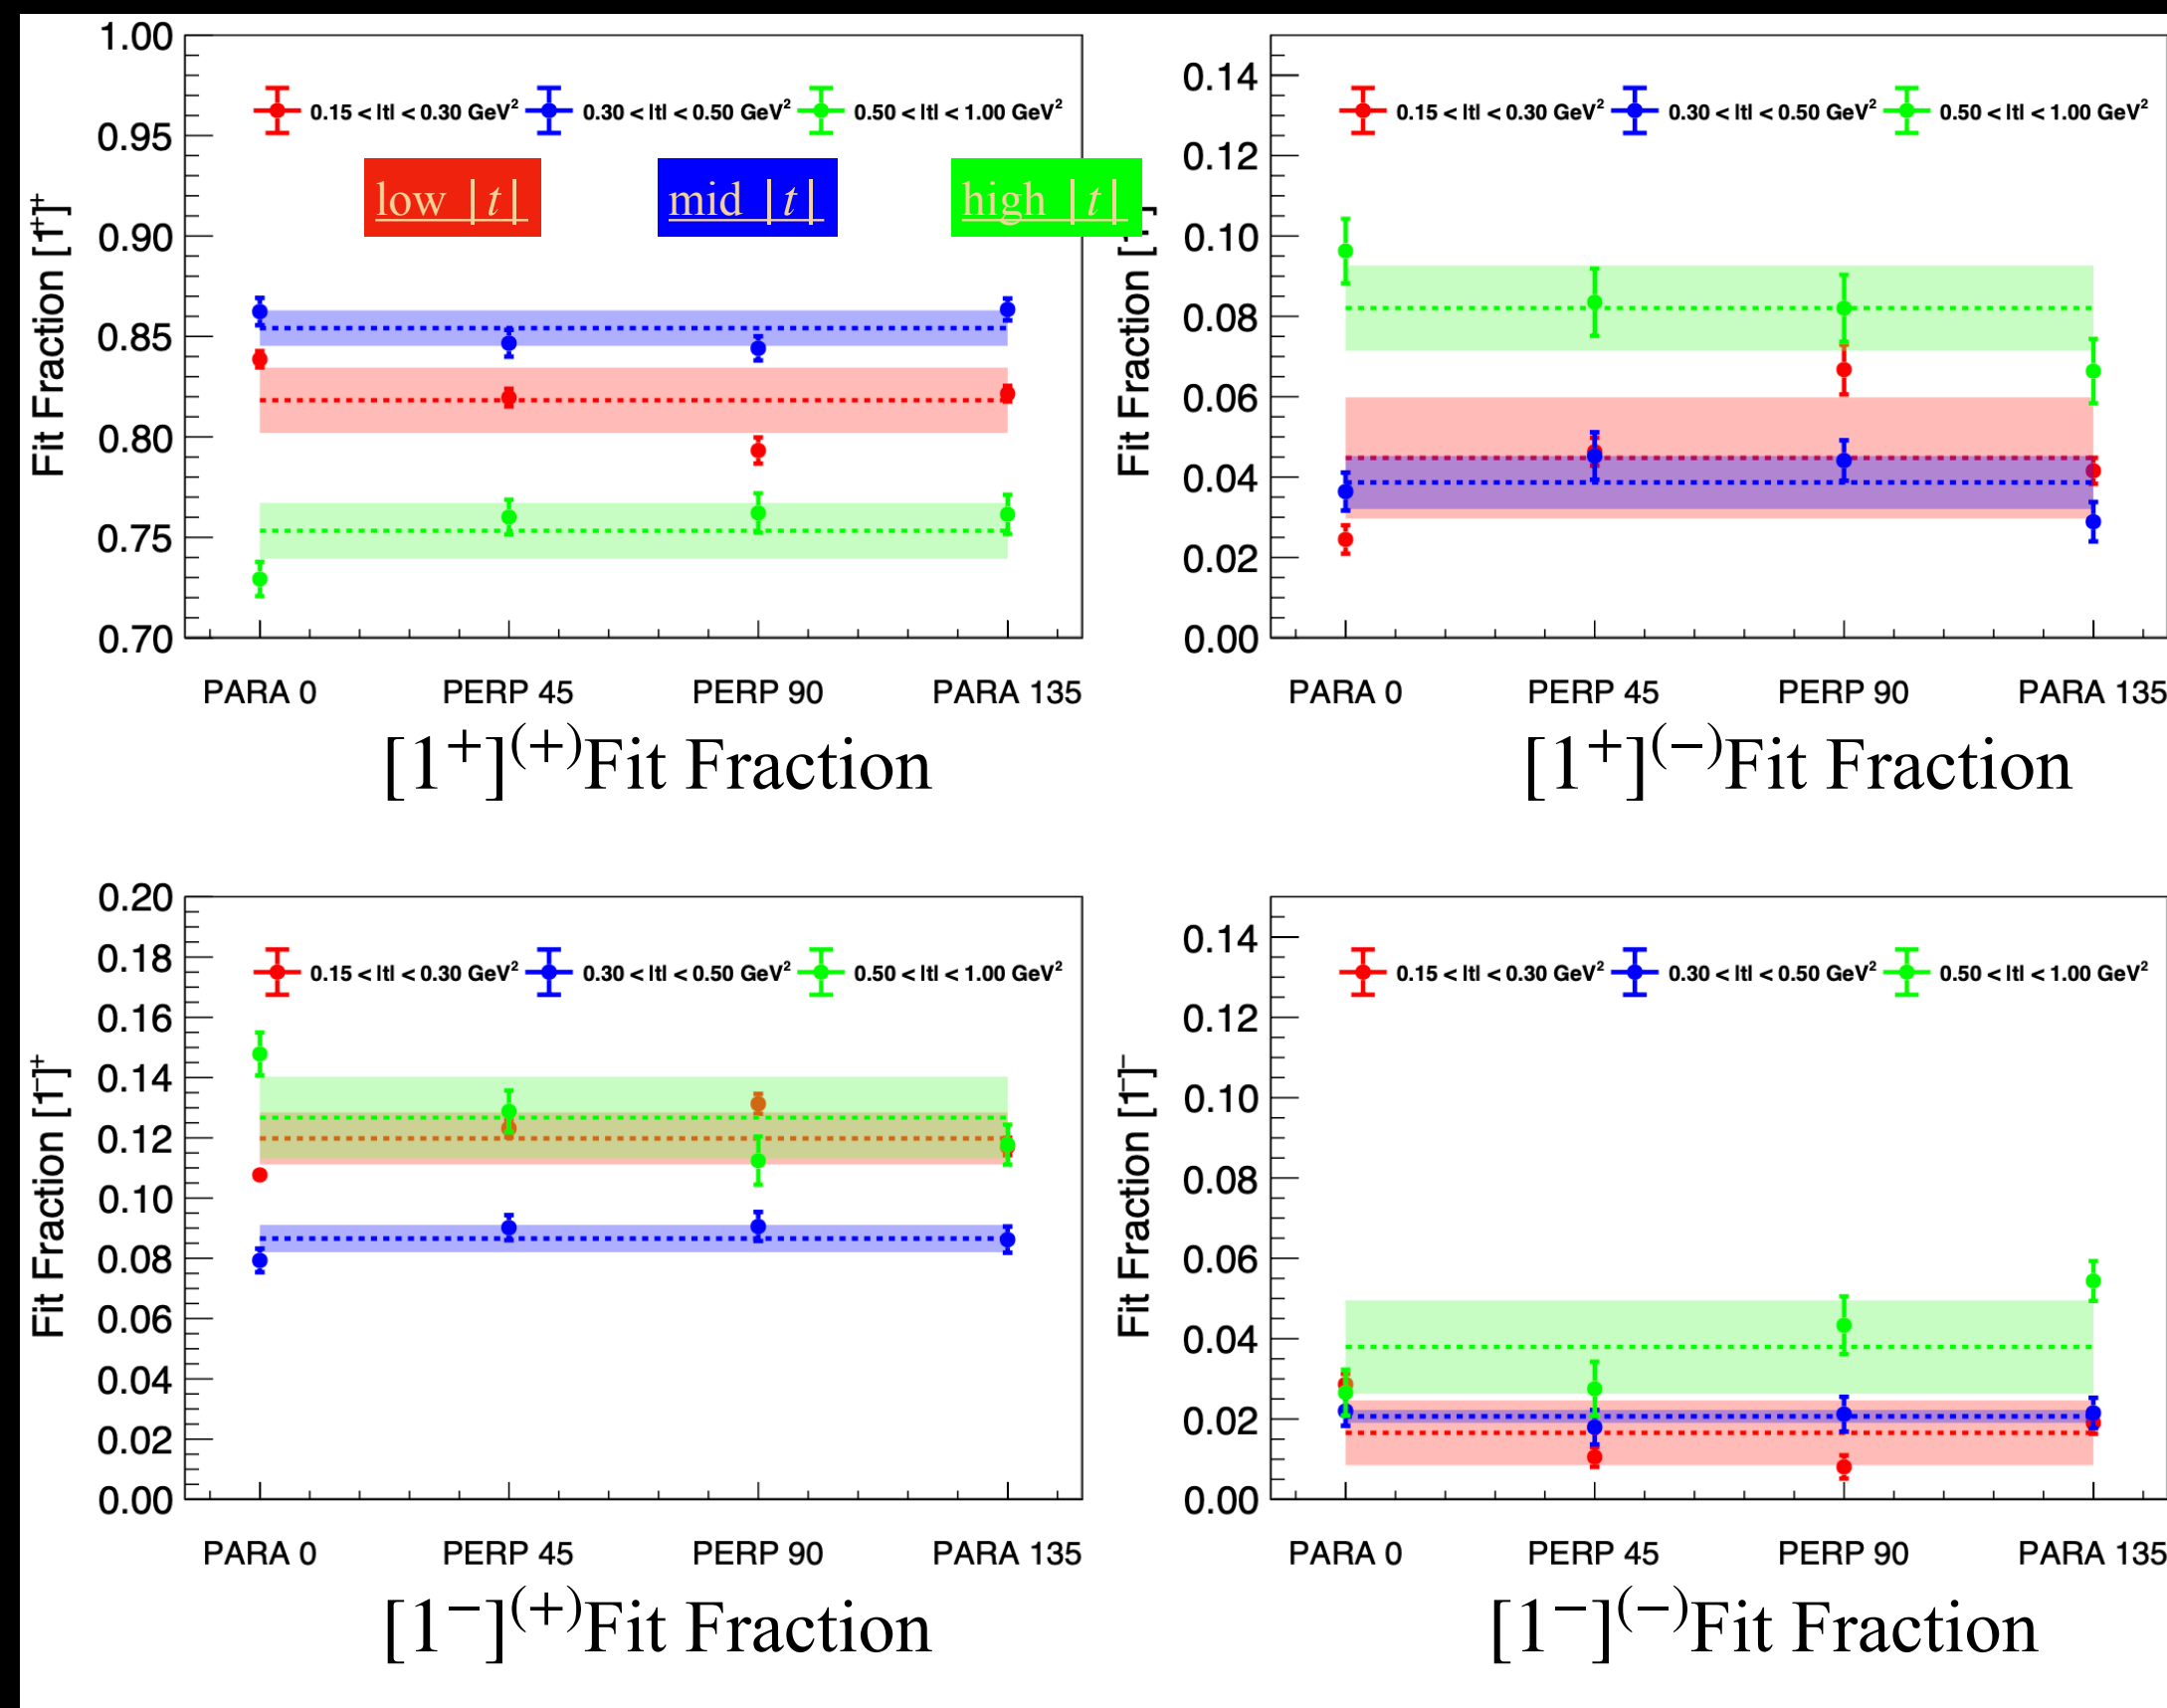 1.00
0.95
0.90
0.85
0.80
0.75
0.70
Fit Fraction [1⁺]⁺
0.15 < |t| < 0.30 GeV² 0.30 < |t| < 0.50 GeV² 0.50 < |t| < 1.00 GeV²
low |t| mid |t| high |t|
PARA 0 PERP 45 PERP 90 PARA 135
[1⁺]⁽⁺⁾Fit Fraction
0.14
0.12
0.10
0.08
0.06
0.04
0.02
0.00
Fit Fraction [
0.15 < |t| < 0.30 GeV² 0.30 < |t| < 0.50 GeV² 0.50 < |t| < 1.00 GeV²
PARA 0 PERP 45 PERP 90 PARA 135
[1⁺]⁽⁻⁾Fit Fraction
0.20
0.18
0.16
0.14
0.12
0.10
0.08
0.06
0.04
0.02
0.00
Fit Fraction [1⁻]⁺
0.15 < |t| < 0.30 GeV² 0.30 < |t| < 0.50 GeV² 0.50 < |t| < 1.00 GeV²
PARA 0 PERP 45 PERP 90 PARA 135
[1⁻]⁽⁺⁾Fit Fraction
0.14
0.12
0.10
0.08
0.06
0.04
0.02
0.00
Fit Fraction [1⁻]⁻
0.15 < |t| < 0.30 GeV² 0.30 < |t| < 0.50 GeV² 0.50 < |t| < 1.00 GeV²
PARA 0 PERP 45 PERP 90 PARA 135
[1⁻]⁽⁻⁾Fit Fraction